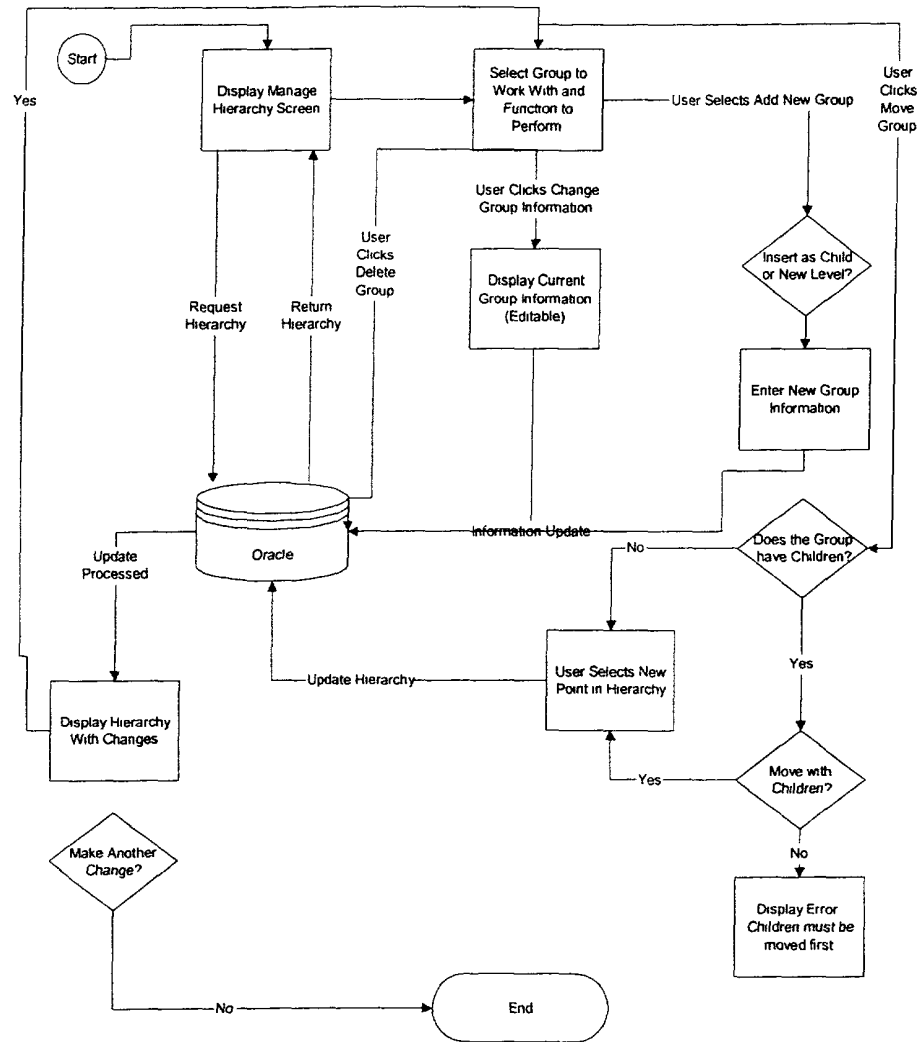 Start
Yes
Display Manage
Hierarchy Screen
Select Group to
Work With and
Function to
Perform
User Selects Add New Group
User
Clicks
Move
Group
User Clicks Change
Group Information
User
Clicks
Delete
Group
Insert as Child
or New Level?
Display Current
Group Information
(Editable)
Request
Hierarchy
Return
Hierarchy
Enter New Group
Information
Information Update
Oracle
Does the Group
have Children?
No
Update
Processed
Yes
User Selects New
Point in Hierarchy
Update Hierarchy
Display Hierarchy
With Changes
Move with
Children?
Yes
No
Make Another
Change?
Display Error
Children must be
moved first
No
End